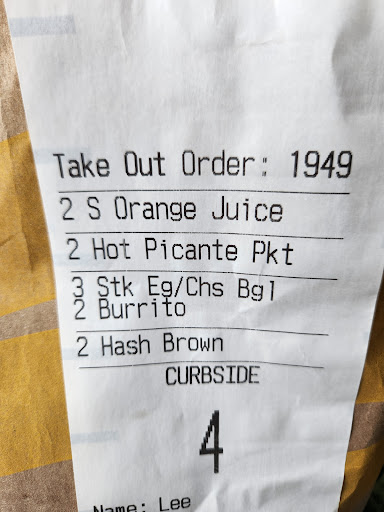 Take Out Order: 1949
2 S Orange Juice
2 Hot Picante Pkt
3 Stk Eg/Chs Bgl
2 Burrito
2 Hash Brown
CURBSIDE
4
Name: Lee